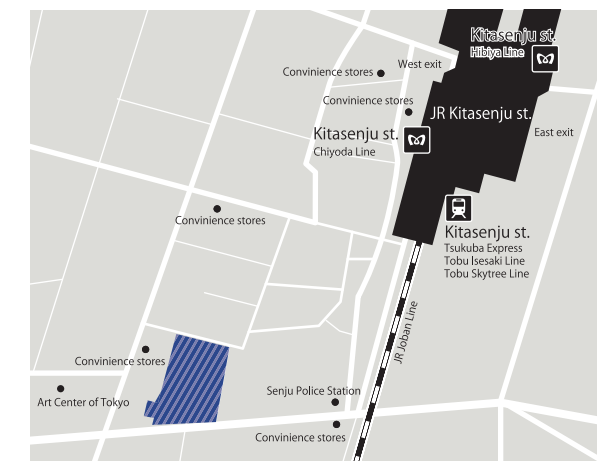 Kitasenju st.
Hibiya Line
West exit
Convinience stores
Convinience stores
JR Kitasenju st.
Kitasenju st.
Chiyoda Line
East exit
Convinience stores
Kitasenju st.
Tsukuba Express
Tobu Isesaki Line
Tobu Skytree Line
JR Joban Line
Convinience stores
Art Center of Tokyo
Senju Police Station
Convinience stores